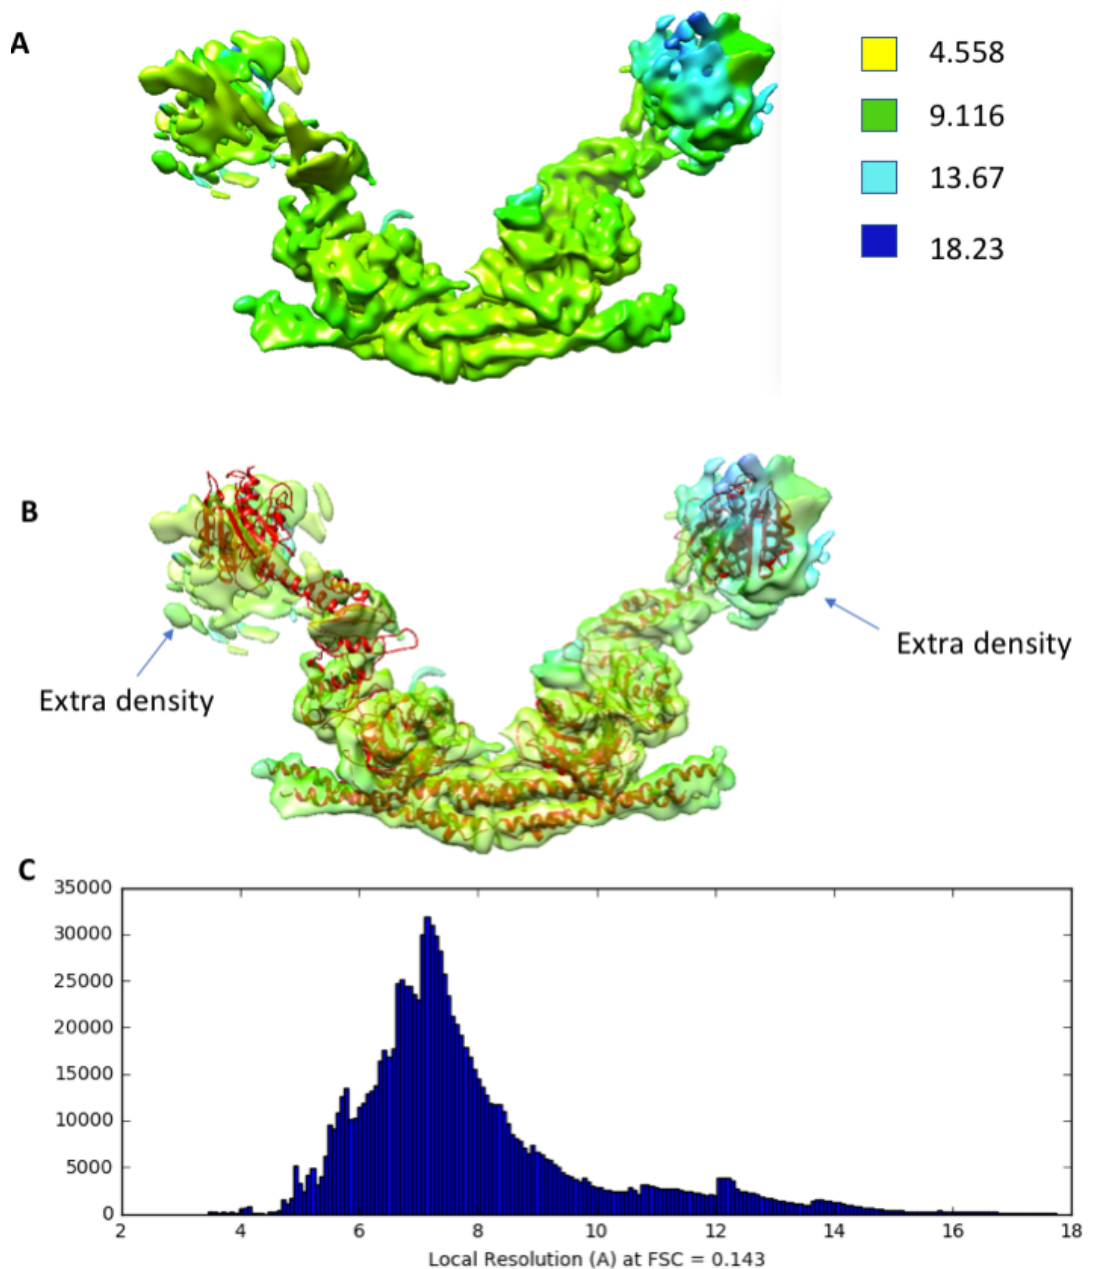 A
4.558
9.116
13.67
18.23
B
Extra density
Extra density
C
35000
30000
25000
20000
15000
10000
5000
0
2 4 6 8 10 12 14 16 18
Local Resolution (A) at FSC = 0.143